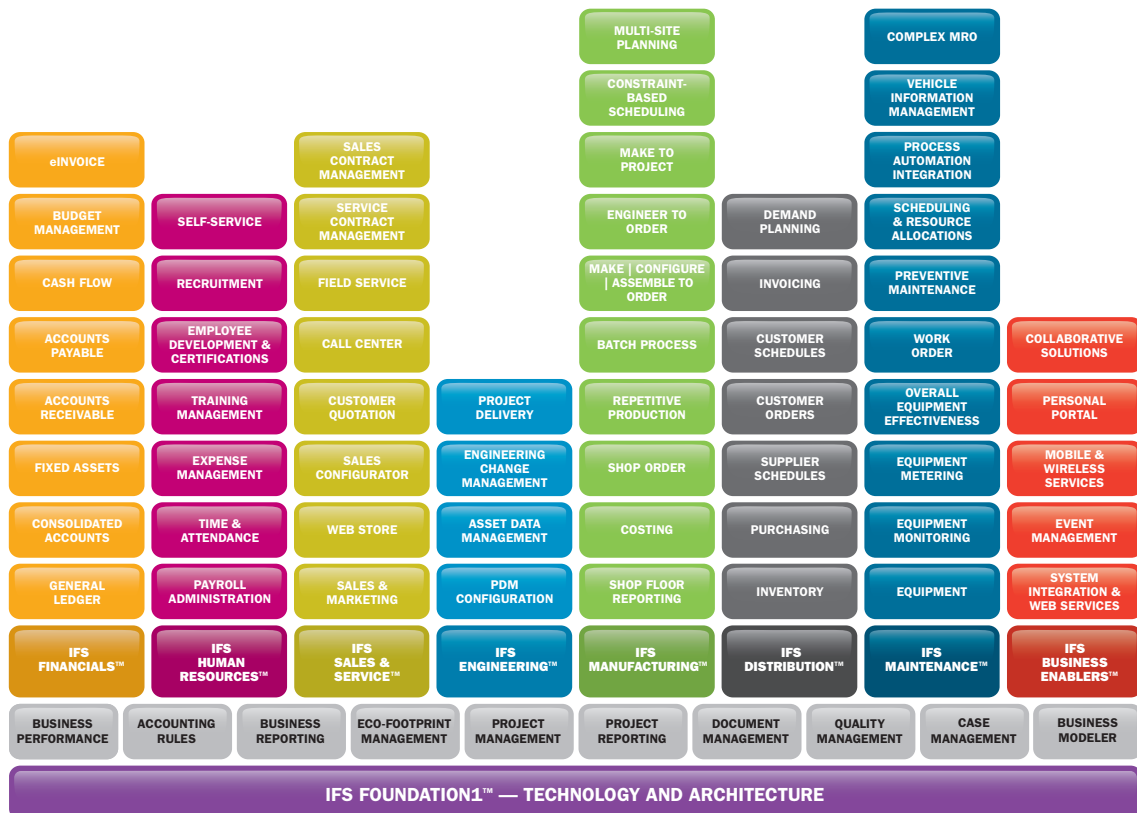 MULTI-SITE
PLANNING
COMPLEX MRO
CONSTRAINT-
BASED
SCHEDULING
VEHICLE
INFORMATION
MANAGEMENT
eINVOICE
SALES
CONTRACT
MANAGEMENT
MAKE TO
PROJECT
PROCESS
AUTOMATION
INTEGRATION
BUDGET
MANAGEMENT
SELF-SERVICE
SERVICE
CONTRACT
MANAGEMENT
ENGINEER TO
ORDER
DEMAND
PLANNING
SCHEDULING
& RESOURCE
ALLOCATIONS
CASH FLOW
RECRUITMENT
FIELD SERVICE
MAKE | CONFIGURE
| ASSEMBLE TO
ORDER
INVOICING
PREVENTIVE
MAINTENANCE
ACCOUNTS
PAYABLE
EMPLOYEE
DEVELOPMENT &
CERTIFICATIONS
CALL CENTER
BATCH PROCESS
CUSTOMER
SCHEDULES
WORK
ORDER
COLLABORATIVE
SOLUTIONS
ACCOUNTS
RECEIVABLE
TRAINING
MANAGEMENT
CUSTOMER
QUOTATION
PROJECT
DELIVERY
REPETITIVE
PRODUCTION
CUSTOMER
ORDERS
OVERALL
EQUIPMENT
EFFECTIVENESS
PERSONAL
PORTAL
FIXED ASSETS
EXPENSE
MANAGEMENT
SALES
CONFIGURATOR
ENGINEERING
CHANGE
MANAGEMENT
SHOP ORDER
SUPPLIER
SCHEDULES
EQUIPMENT
METERING
MOBILE &
WIRELESS
SERVICES
CONSOLIDATED
ACCOUNTS
TIME &
ATTENDANCE
WEB STORE
ASSET DATA
MANAGEMENT
COSTING
PURCHASING
EQUIPMENT
MONITORING
EVENT
MANAGEMENT
GENERAL
LEDGER
PAYROLL
ADMINISTRATION
SALES &
MARKETING
PDM
CONFIGURATION
SHOP FLOOR
REPORTING
INVENTORY
EQUIPMENT
SYSTEM
INTEGRATION &
WEB SERVICES
IFS
FINANCIALS™
IFS
HUMAN
RESOURCES™
IFS
SALES &
SERVICE™
IFS
ENGINEERING™
IFS
MANUFACTURING™
IFS
DISTRIBUTION™
IFS
MAINTENANCE™
IFS
BUSINESS
ENABLERS™
BUSINESS
PERFORMANCE
ACCOUNTING
RULES
BUSINESS
REPORTING
ECO-FOOTPRINT
MANAGEMENT
PROJECT
MANAGEMENT
PROJECT
REPORTING
DOCUMENT
MANAGEMENT
QUALITY
MANAGEMENT
CASE
MANAGEMENT
BUSINESS
MODELER
IFS FOUNDATION1™ — TECHNOLOGY AND ARCHITECTURE